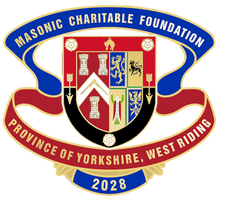 MASONIC CHARITABLE FOUNDATION
PROVINCE OF YORKSHIRE, WEST RIDING
2028